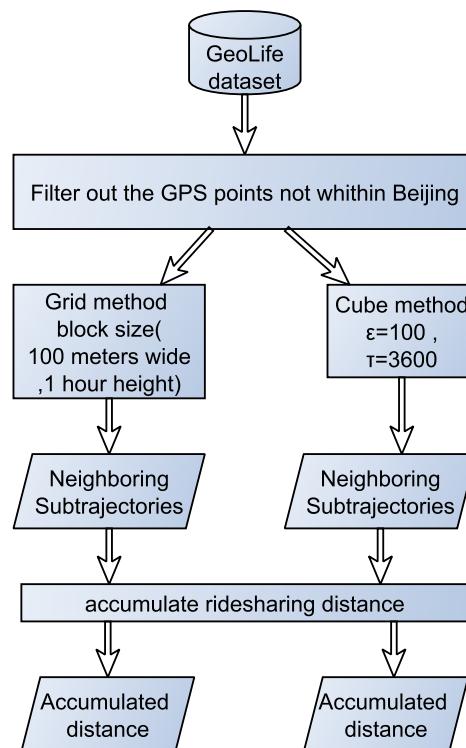 GeoLife
dataset
Filter out the GPS points not whithin Beijing
Grid method
block size(
100 meters wide
,1 hour height)
Cube method
ε=100 ,
τ=3600
Neighboring
Subtrajectories
Neighboring
Subtrajectories
accumulate ridesharing distance
Accumulated
distance
Accumulated
distance